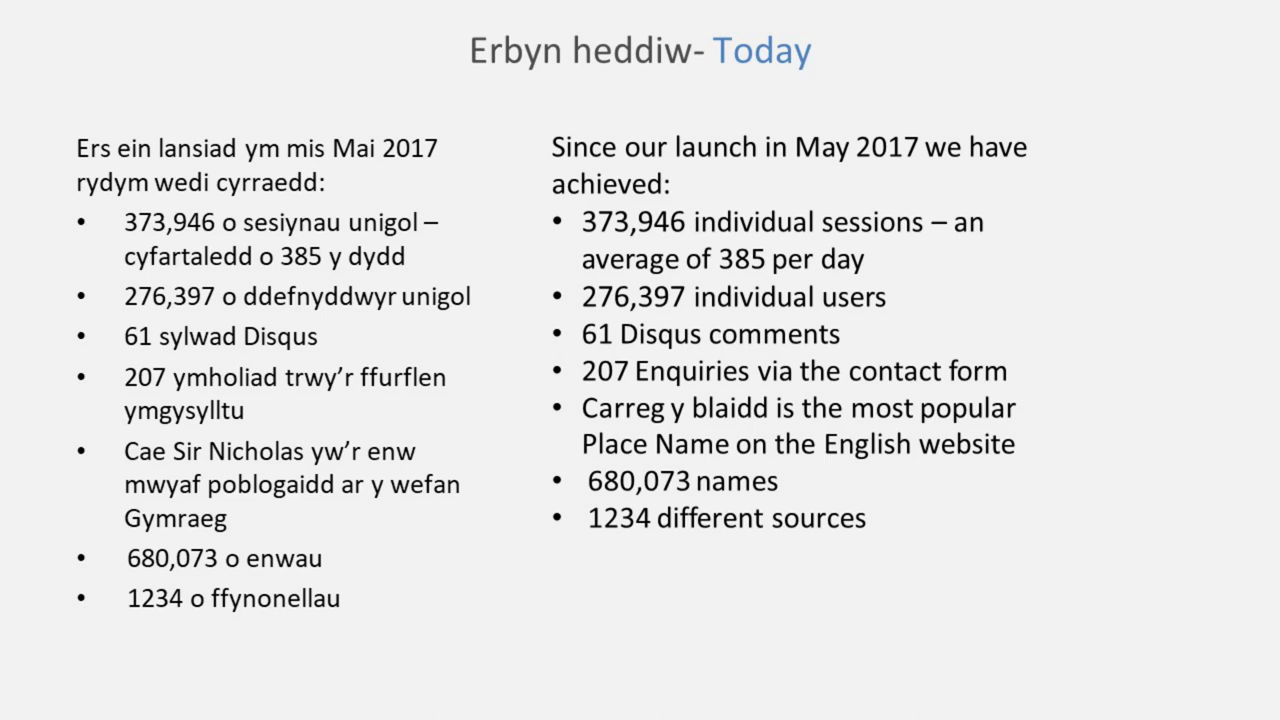 Erbyn heddiw- Today
Ers ein lansiad ym mis Mai 2017
rydym wedi cyrraedd:
• 373,946 o sesiynau unigol –
cyfartaledd o 385 y dydd
• 276,397 o ddefnyddwyr unigol
• 61 sylwad Disqus
• 207 ymholiad trwy’r ffurflen
ymgysylltu
• Cae Sir Nicholas yw’r enw
mwyaf poblogaidd ar y wefan
Gymraeg
• 680,073 o enwau
• 1234 o ffynonellau
Since our launch in May 2017 we have
achieved:
• 373,946 individual sessions – an
average of 385 per day
• 276,397 individual users
• 61 Disqus comments
• 207 Enquiries via the contact form
• Carreg y blaidd is the most popular
Place Name on the English website
• 680,073 names
• 1234 different sources